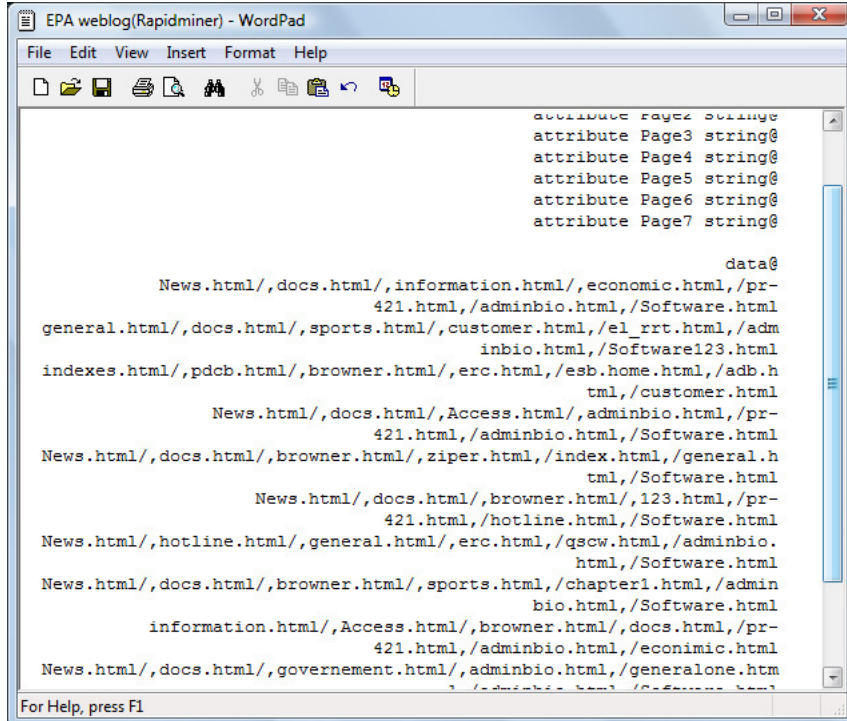 EPA weblog(Rapidminer) - WordPad
File Edit View Insert Format Help
attribute Page2 string@
attribute Page3 string@
attribute Page4 string@
attribute Page5 string@
attribute Page6 string@
attribute Page7 string@
data@
News.html/,docs.html/,information.html/,economic.html,/pr-
421.html,/adminbio.html,/Software.html
general.html/,docs.html/,sports.html/,customer.html,/el_rrt.html,/adm
inbio.html,/Software123.html
indexes.html/,pdcb.html/,browner.html/,erc.html,/esb.home.html,/adb.h
tml,/customer.html
News.html/,docs.html/,Access.html/,adminbio.html,/pr-
421.html,/adminbio.html,/Software.html
News.html/,docs.html/,browner.html/,ziper.html,/index.html,/general.h
tml,/Software.html
News.html/,docs.html/,browner.html/,123.html,/pr-
421.html,/hotline.html,/Software.html
News.html/,hotline.html/,general.html/,erc.html,/qscw.html,/adminbio.
html,/Software.html
News.html/,docs.html/,browner.html/,sports.html,/chapter1.html,/admin
bio.html,/Software.html
information.html/,Access.html/,browner.html/,docs.html,/pr-
421.html,/adminbio.html,/econimic.html
News.html/,docs.html/,governement.html/,adminbio.html,/generalone.htm
l,/adminbio.html,/Software.html
For Help, press F1